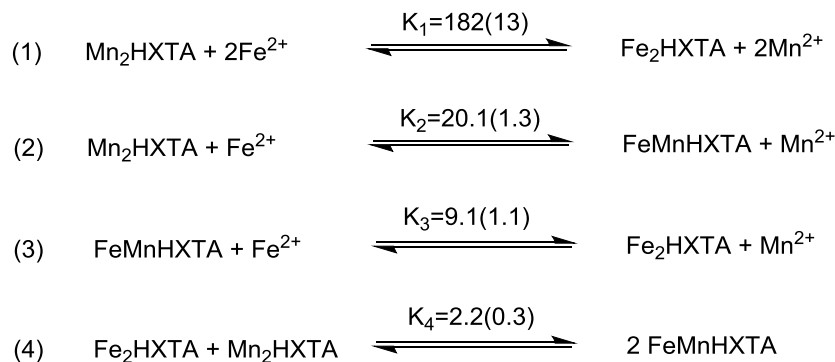 (1) Mn₂HXTA + 2Fe²⁺ K₁=182(13) Fe₂HXTA + 2Mn²⁺
(2) Mn₂HXTA + Fe²⁺ K₂=20.1(1.3) FeMnHXTA + Mn²⁺
(3) FeMnHXTA + Fe²⁺ K₃=9.1(1.1) Fe₂HXTA + Mn²⁺
(4) Fe₂HXTA + Mn₂HXTA K₄=2.2(0.3) 2 FeMnHXTA